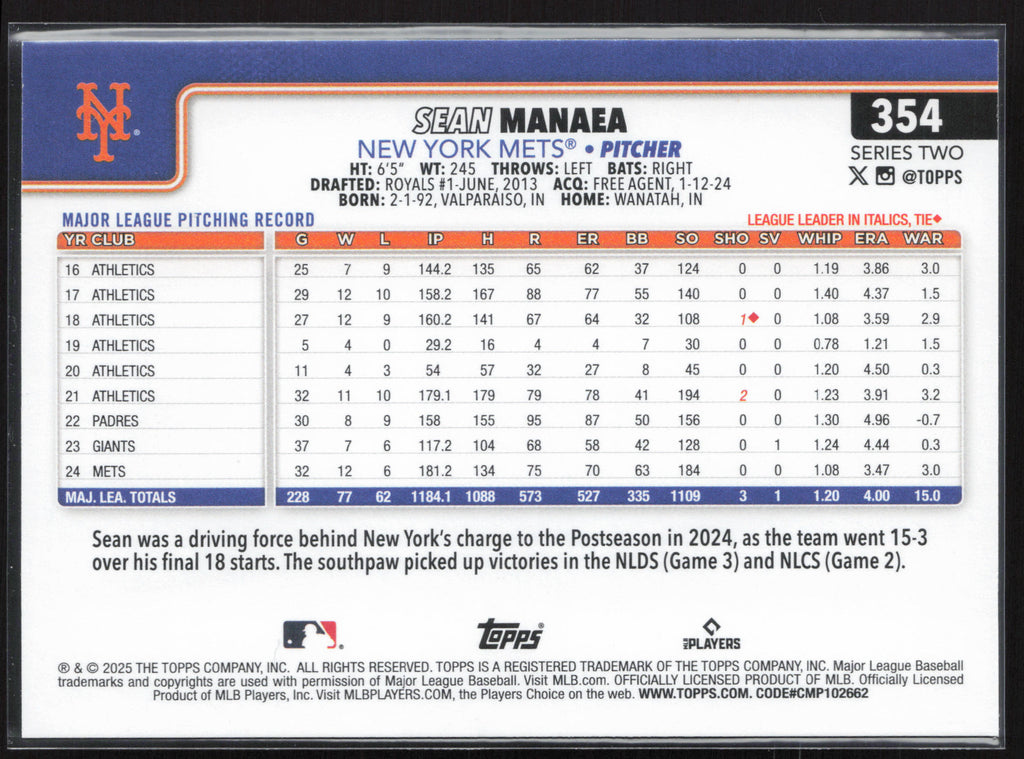 NY
SEAN MANAEA
354
NEW YORK METS® • PITCHER
SERIES TWO
HT: 6'5" WT: 245 THROWS: LEFT BATS: RIGHT
@TOPPS
DRAFTED: ROYALS #1-JUNE, 2013 ACQ: FREE AGENT, 1-12-24
BORN: 2-1-92, VALPARAISO, IN HOME: WANATAH, IN
MAJOR LEAGUE PITCHING RECORD LEAGUE LEADER IN ITALICS, TIE♦
YR CLUB G W L IP H R ER BB SO SHO SV WHIP ERA WAR
16 ATHLETICS 25 7 9 144.2 135 65 62 37 124 0 0 1.19 3.86 3.0
17 ATHLETICS 29 12 10 158.2 167 88 77 55 140 0 0 1.40 4.37 1.5
18 ATHLETICS 27 12 9 160.2 141 67 64 32 108 1♦ 0 1.08 3.59 2.9
19 ATHLETICS 5 4 0 29.2 16 4 4 7 30 0 0 0.78 1.21 1.5
20 ATHLETICS 11 4 3 54 57 32 27 8 45 0 0 1.20 4.50 0.3
21 ATHLETICS 32 11 10 179.1 179 79 78 41 194 2 0 1.23 3.91 3.2
22 PADRES 30 8 9 158 155 95 87 50 156 0 0 1.30 4.96 -0.7
23 GIANTS 37 7 6 117.2 104 68 58 42 128 0 1 1.24 4.44 0.3
24 METS 32 12 6 181.2 134 75 70 63 184 0 0 1.08 3.47 3.0
MAJ. LEA. TOTALS 228 77 62 1184.1 1088 573 527 335 1109 3 1 1.20 4.00 15.0
Sean was a driving force behind New York's charge to the Postseason in 2024, as the team went 15-3
over his final 18 starts. The southpaw picked up victories in the NLDS (Game 3) and NLCS (Game 2).
Topps® MLB PLAYERS
® & © 2025 THE TOPPS COMPANY, INC. ALL RIGHTS RESERVED. TOPPS IS A REGISTERED TRADEMARK OF THE TOPPS COMPANY, INC. Major League Baseball
trademarks and copyrights are used with permission of Major League Baseball. Visit MLB.com. OFFICIALLY LICENSED PRODUCT OF MLB. Officially Licensed
Product of MLB Players, Inc. Visit MLBPLAYERS.COM, the Players Choice on the web. WWW.TOPPS.COM. CODE#CMP102662